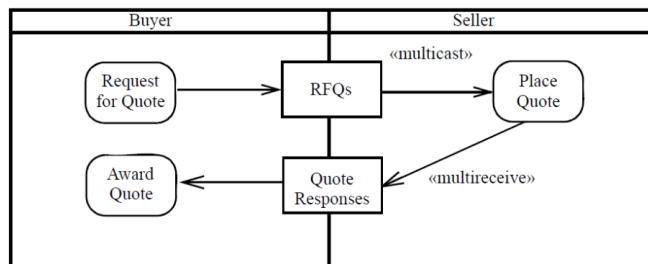 Buyer
Seller
Request
for Quote
RFQs
«multicast»
Place
Quote
Award
Quote
Quote
Responses
«multireceive»